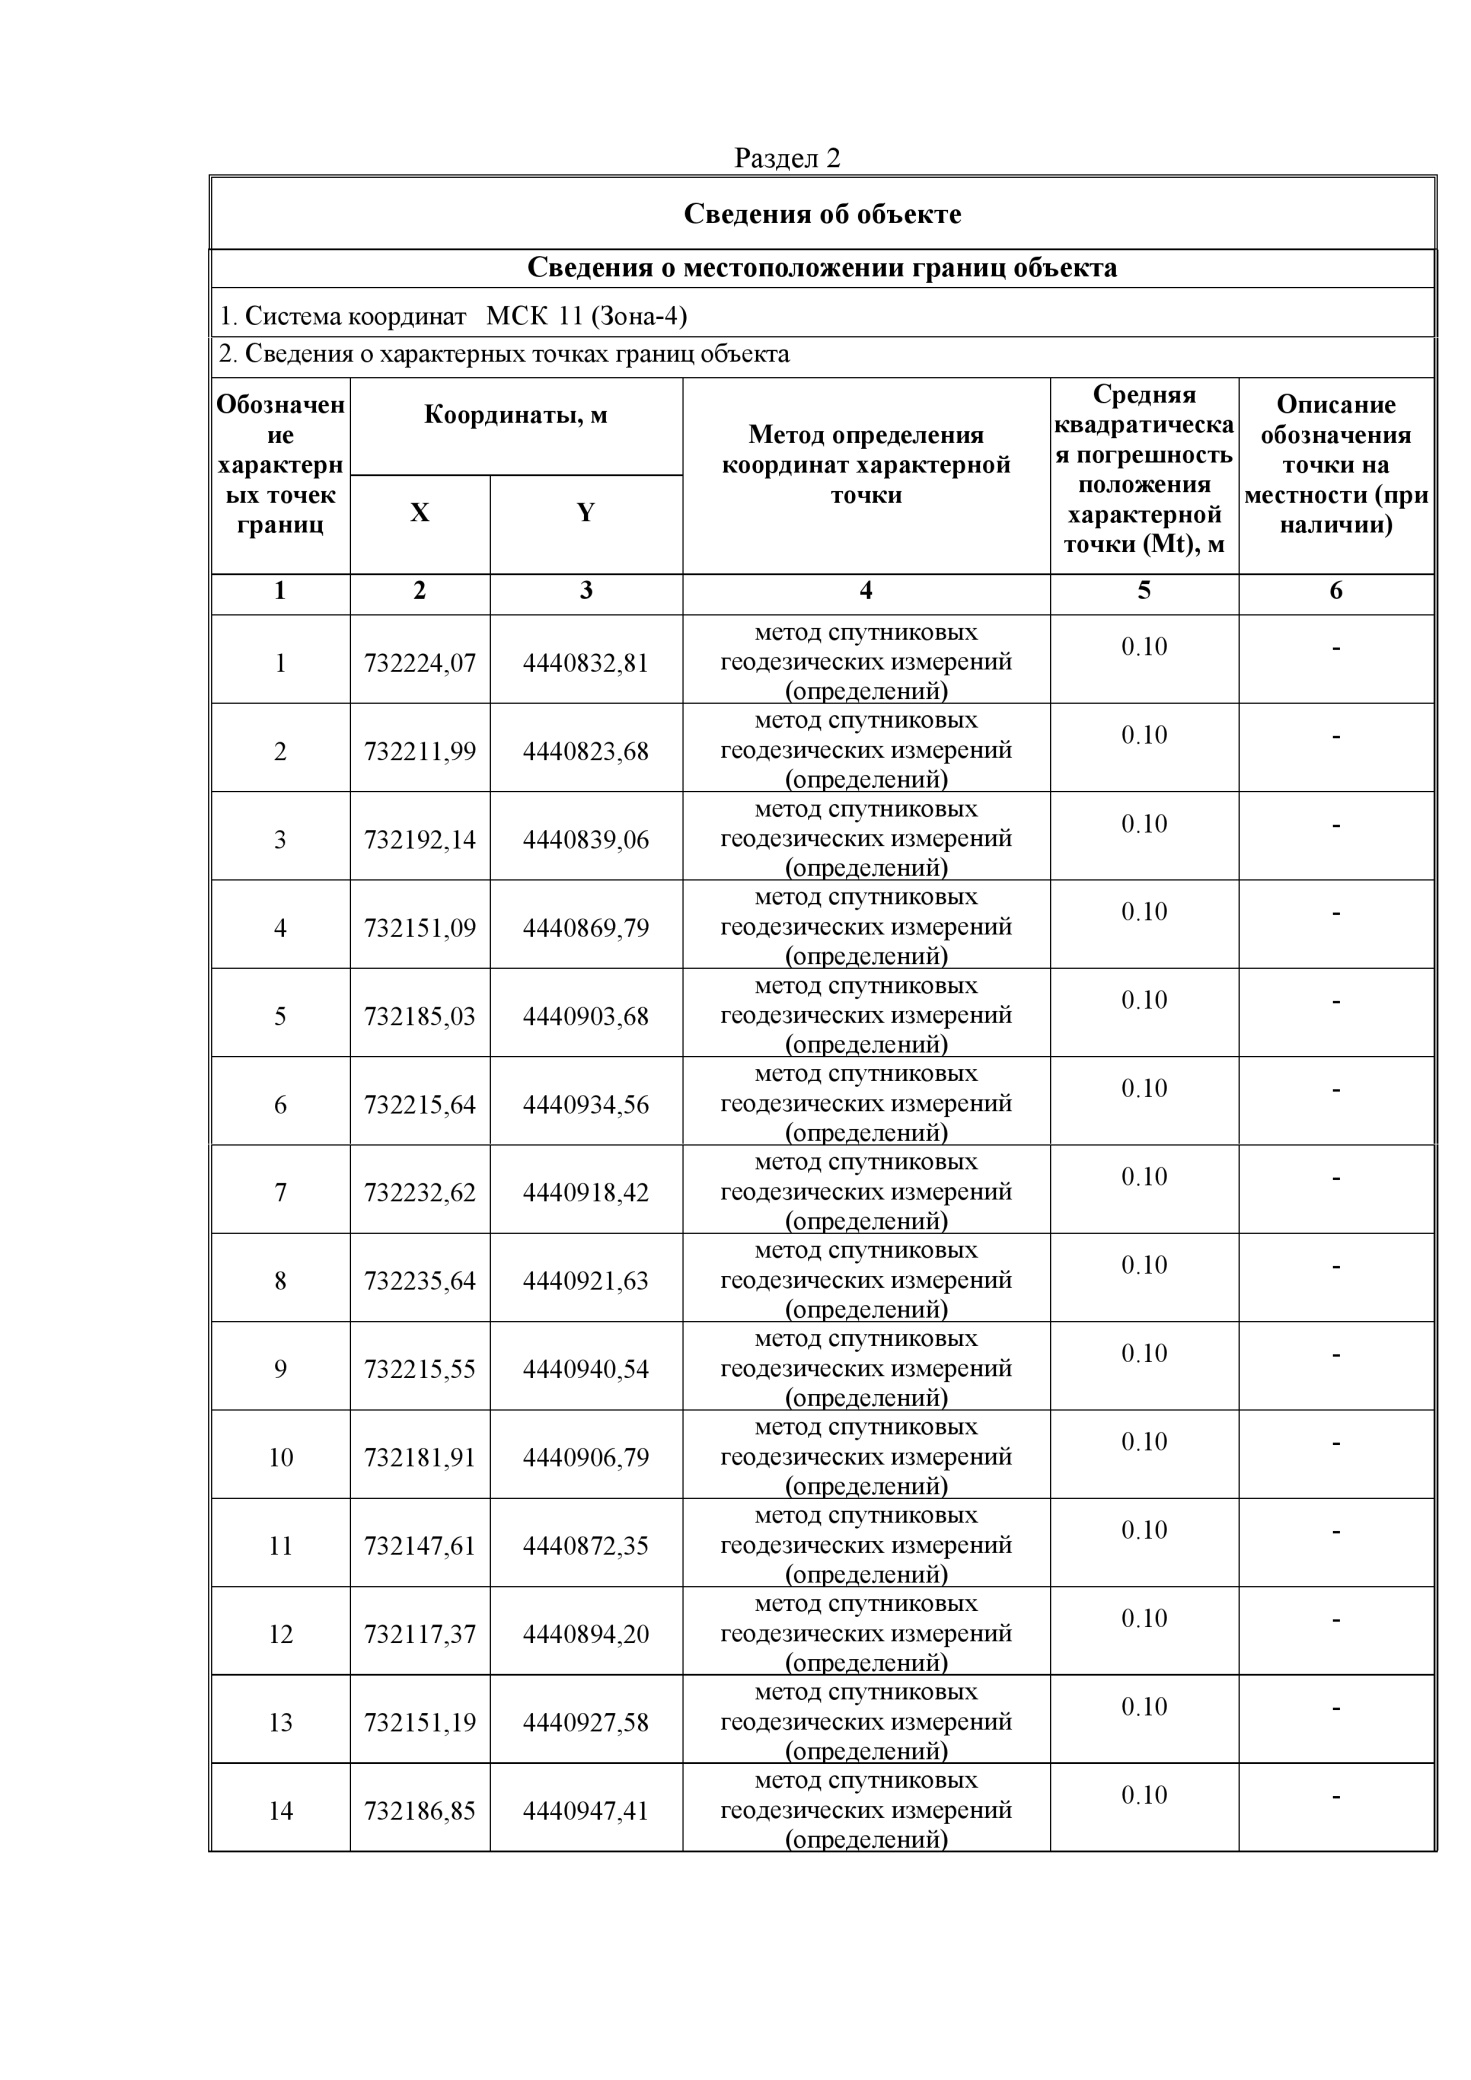 Раздел 2
Сведения об объекте
Сведения о местоположении границ объекта
1. Система координат МСК 11 (Зона-4)
2. Сведения о характерных точках границ объекта
Обозначен
ие
характерн
ых точек
границ
Координаты, м
X
Y
Метод определения
координат характерной
точки
Средняя
квадратическа
я погрешность
положения
характерной
точки (Mt), м
Описание
обозначения
точки на
местности (при
наличии)
1 2 3 4 5 6
1 732224,07 4440832,81 метод спутниковых 0.10 -
геодезических измерений
(определений)
2 732211,99 4440823,68 метод спутниковых 0.10 -
геодезических измерений
(определений)
3 732192,14 4440839,06 метод спутниковых 0.10 -
геодезических измерений
(определений)
4 732151,09 4440869,79 метод спутниковых 0.10 -
геодезических измерений
(определений)
5 732185,03 4440903,68 метод спутниковых 0.10 -
геодезических измерений
(определений)
6 732215,64 4440934,56 метод спутниковых 0.10 -
геодезических измерений
(определений)
7 732232,62 4440918,42 метод спутниковых 0.10 -
геодезических измерений
(определений)
8 732235,64 4440921,63 метод спутниковых 0.10 -
геодезических измерений
(определений)
9 732215,55 4440940,54 метод спутниковых 0.10 -
геодезических измерений
(определений)
10 732181,91 4440906,79 метод спутниковых 0.10 -
геодезических измерений
(определений)
11 732147,61 4440872,35 метод спутниковых 0.10 -
геодезических измерений
(определений)
12 732117,37 4440894,20 метод спутниковых 0.10 -
геодезических измерений
(определений)
13 732151,19 4440927,58 метод спутниковых 0.10 -
геодезических измерений
(определений)
14 732186,85 4440947,41 метод спутниковых 0.10 -
геодезических измерений
(определений)